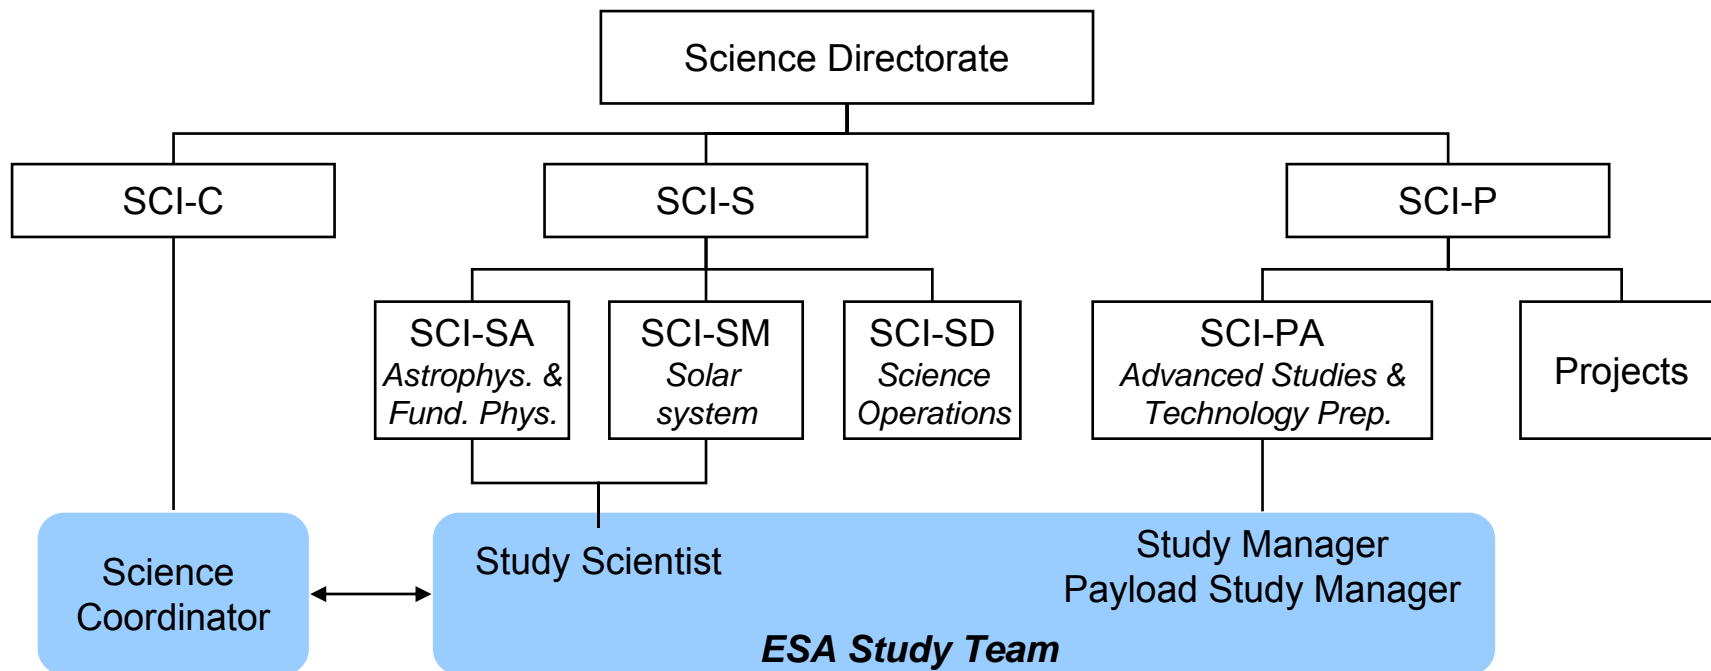 Science Directorate
SCI-C
SCI-S
SCI-P
SCI-SA
Astrophys. &
Fund. Phys.
SCI-SM
Solar
system
SCI-SD
Science
Operations
SCI-PA
Advanced Studies &
Technology Prep.
Projects
Science
Coordinator
Study Scientist
Study Manager
Payload Study Manager
ESA Study Team